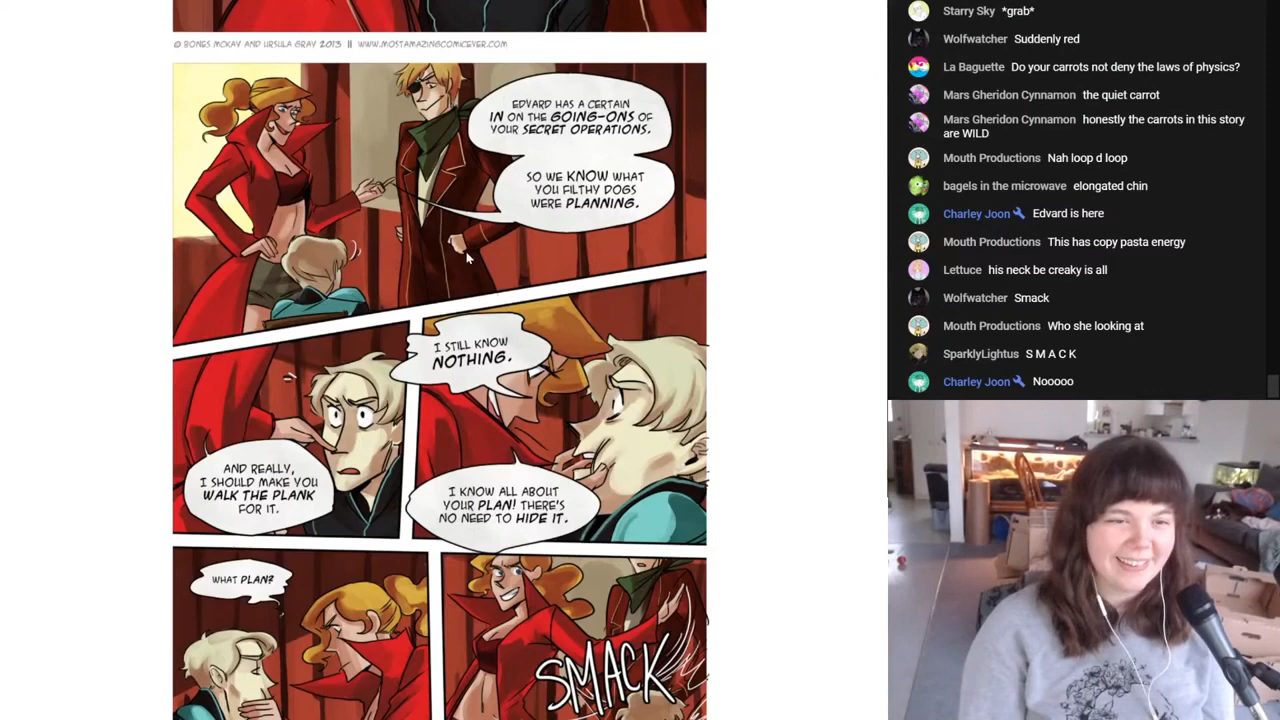 © BONES MCKAY AND URSULA GRAY 2013 || WWW.MOSTAMAZINGCOMICEVER.COM
EDVARD HAS A CERTAIN
IN ON THE GOING-ONS OF
YOUR SECRET OPERATIONS.
SO WE KNOW WHAT
YOU FILTHY DOGS
WERE PLANNING.
AND REALLY,
I SHOULD MAKE YOU
WALK THE PLANK
FOR IT.
I STILL KNOW
NOTHING.
I KNOW ALL ABOUT
YOUR PLAN! THERE'S
NO NEED TO HIDE IT.
WHAT PLAN?
SMACK
Starry Sky *grab*
Wolfwatcher Suddenly red
La Baguette Do your carrots not deny the laws of physics?
Mars Gheridon Cynnamon the quiet carrot
Mars Gheridon Cynnamon honestly the carrots in this story
are WILD
Mouth Productions Nah loop d loop
bagels in the microwave elongated chin
Charley Joon Edvard is here
Mouth Productions This has copy pasta energy
Lettuce his neck be creaky is all
Wolfwatcher Smack
Mouth Productions Who she looking at
SparklyLightus S M A C K
Charley Joon Nooooo